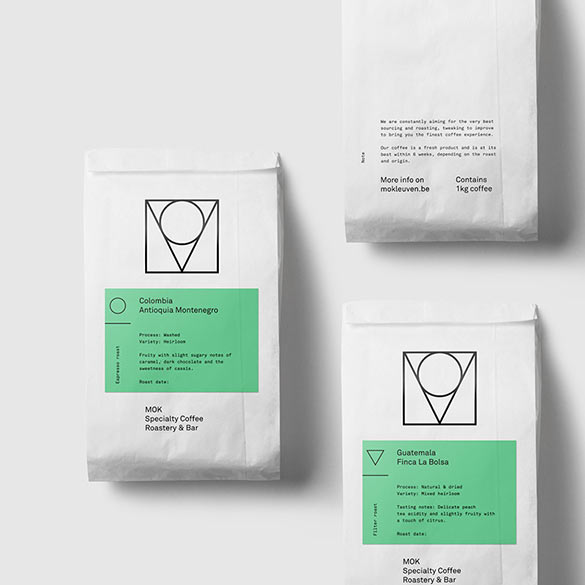 We are constantly aiming for the very best
sourcing and roasting, tweaking to improve
to bring you the finest coffee experience.
Our coffee is a fresh product and is at its
best within 6 weeks, depending on the roast
and origin.
Note
More info on
mokleuven.be
Contains
1kg coffee
Colombia
Antioquia Montenegro
Process: Washed
Variety: Heirloom
Fruity with alight sugary notes of
caramel, dark chocolate and the
sweetness of cassis.
Roast date:
Espresso roast
MOK
Specialty Coffee
Roastery & Bar
Guatemala
Finca La Bolsa
Process: Natural & dried
Variety: Mixed heirloom
Tasting notes: Delicate peach
tea acidity and slightly fruity with
a touch of citrus.
Roast date:
Filter roast
MOK
Specialty Coffee
Roastery & Bar